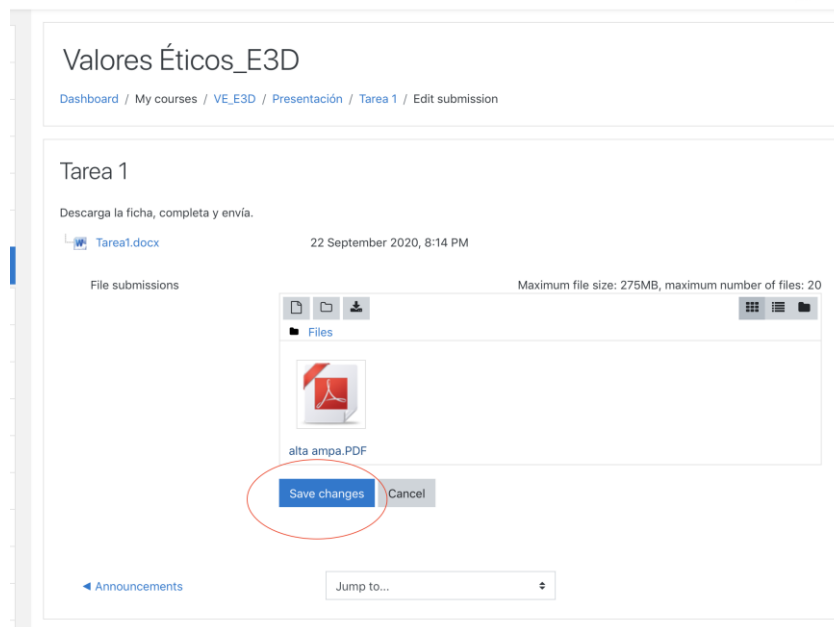 Valores Éticos_E3D
Dashboard / My courses / VE_E3D / Presentación / Tarea 1 / Edit submission
Tarea 1
Descarga la ficha, completa y envía.
Tarea1.docx 22 September 2020, 8:14 PM
File submissions Maximum file size: 275MB, maximum number of files: 20
Files
alta ampa.PDF
Save changes Cancel
◄ Announcements Jump to...